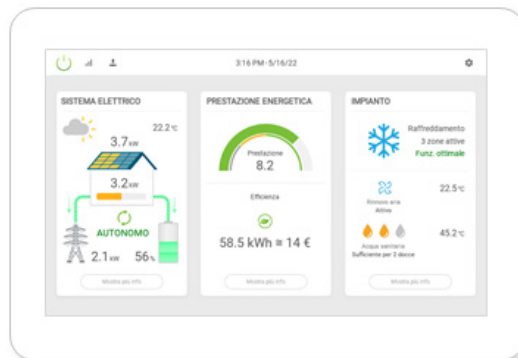 3:16 PM - 5/16/22
SISTEMA ELETTRICO
22.2 °C
3.7 kW
3.2 kW
AUTONOMO
2.1 kW
56%
Mostra più info
PRESTAZIONE ENERGETICA
Prestazione
8.2
Efficienza
58.5 kWh ≅ 14 €
Mostra più info
IMPIANTO
Raffreddamento
3 zone attive
Funz. ottimale
22.5 °C
Rinnovo aria
Attivo
45.2 °C
Acqua sanitaria
Sufficiente per 2 docce
Mostra più info